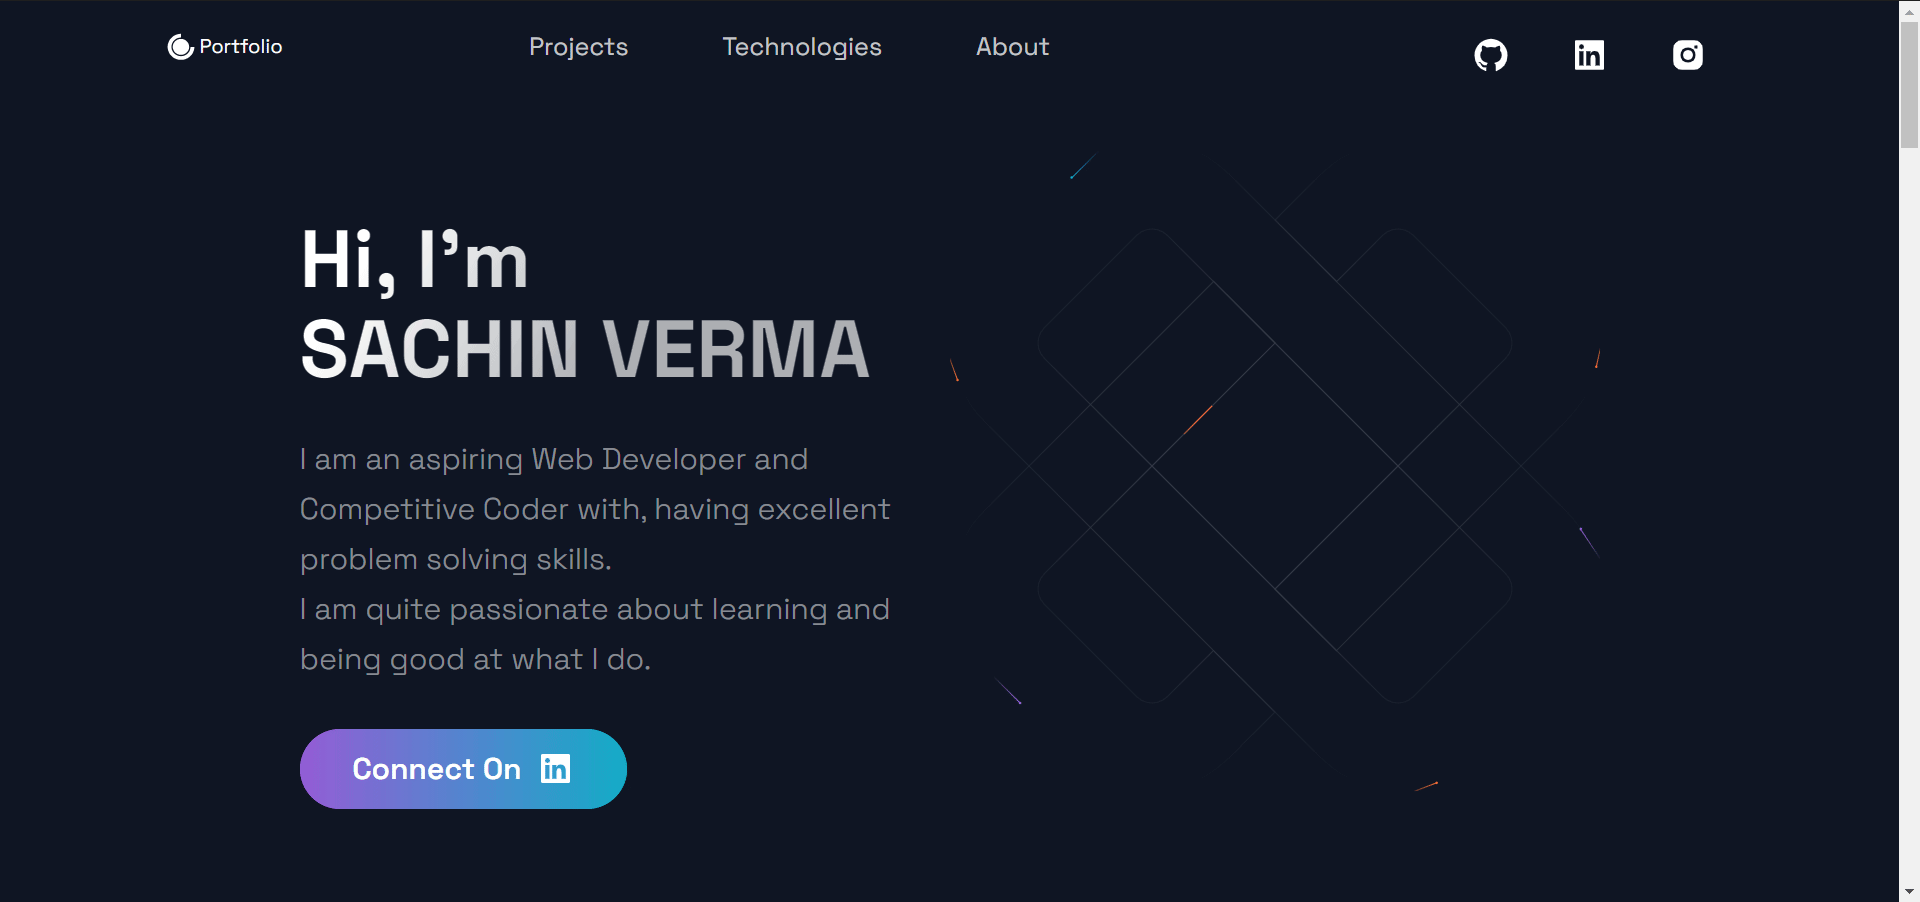 Portfolio
Projects
Technologies
About
Hi, I'm
SACHIN VERMA
I am an aspiring Web Developer and
Competitive Coder with, having excellent
problem solving skills.
I am quite passionate about learning and
being good at what I do.
Connect On in